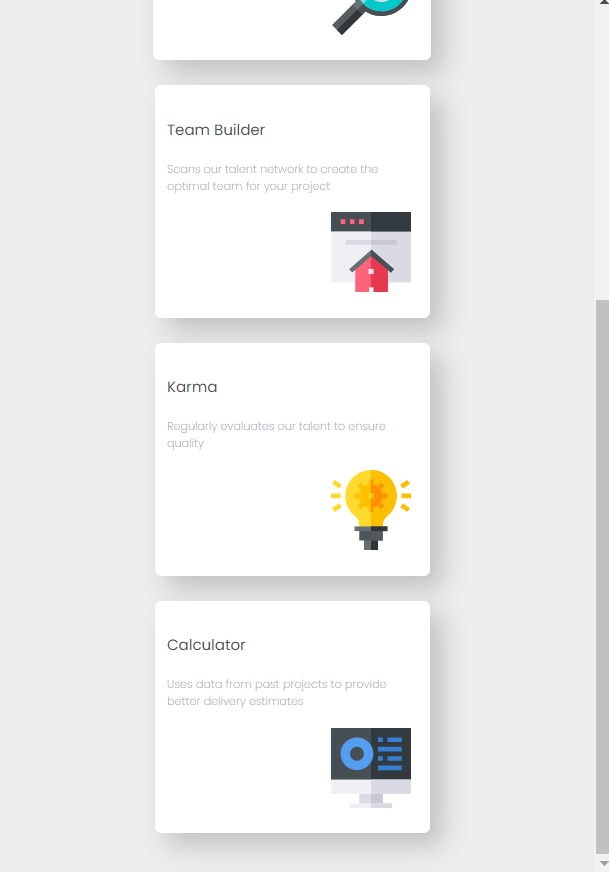 Team Builder
Scans our talent network to create the
optimal team for your project
Karma
Regularly evaluates our talent to ensure
quality
Calculator
Uses data from past projects to provide
better delivery estimates